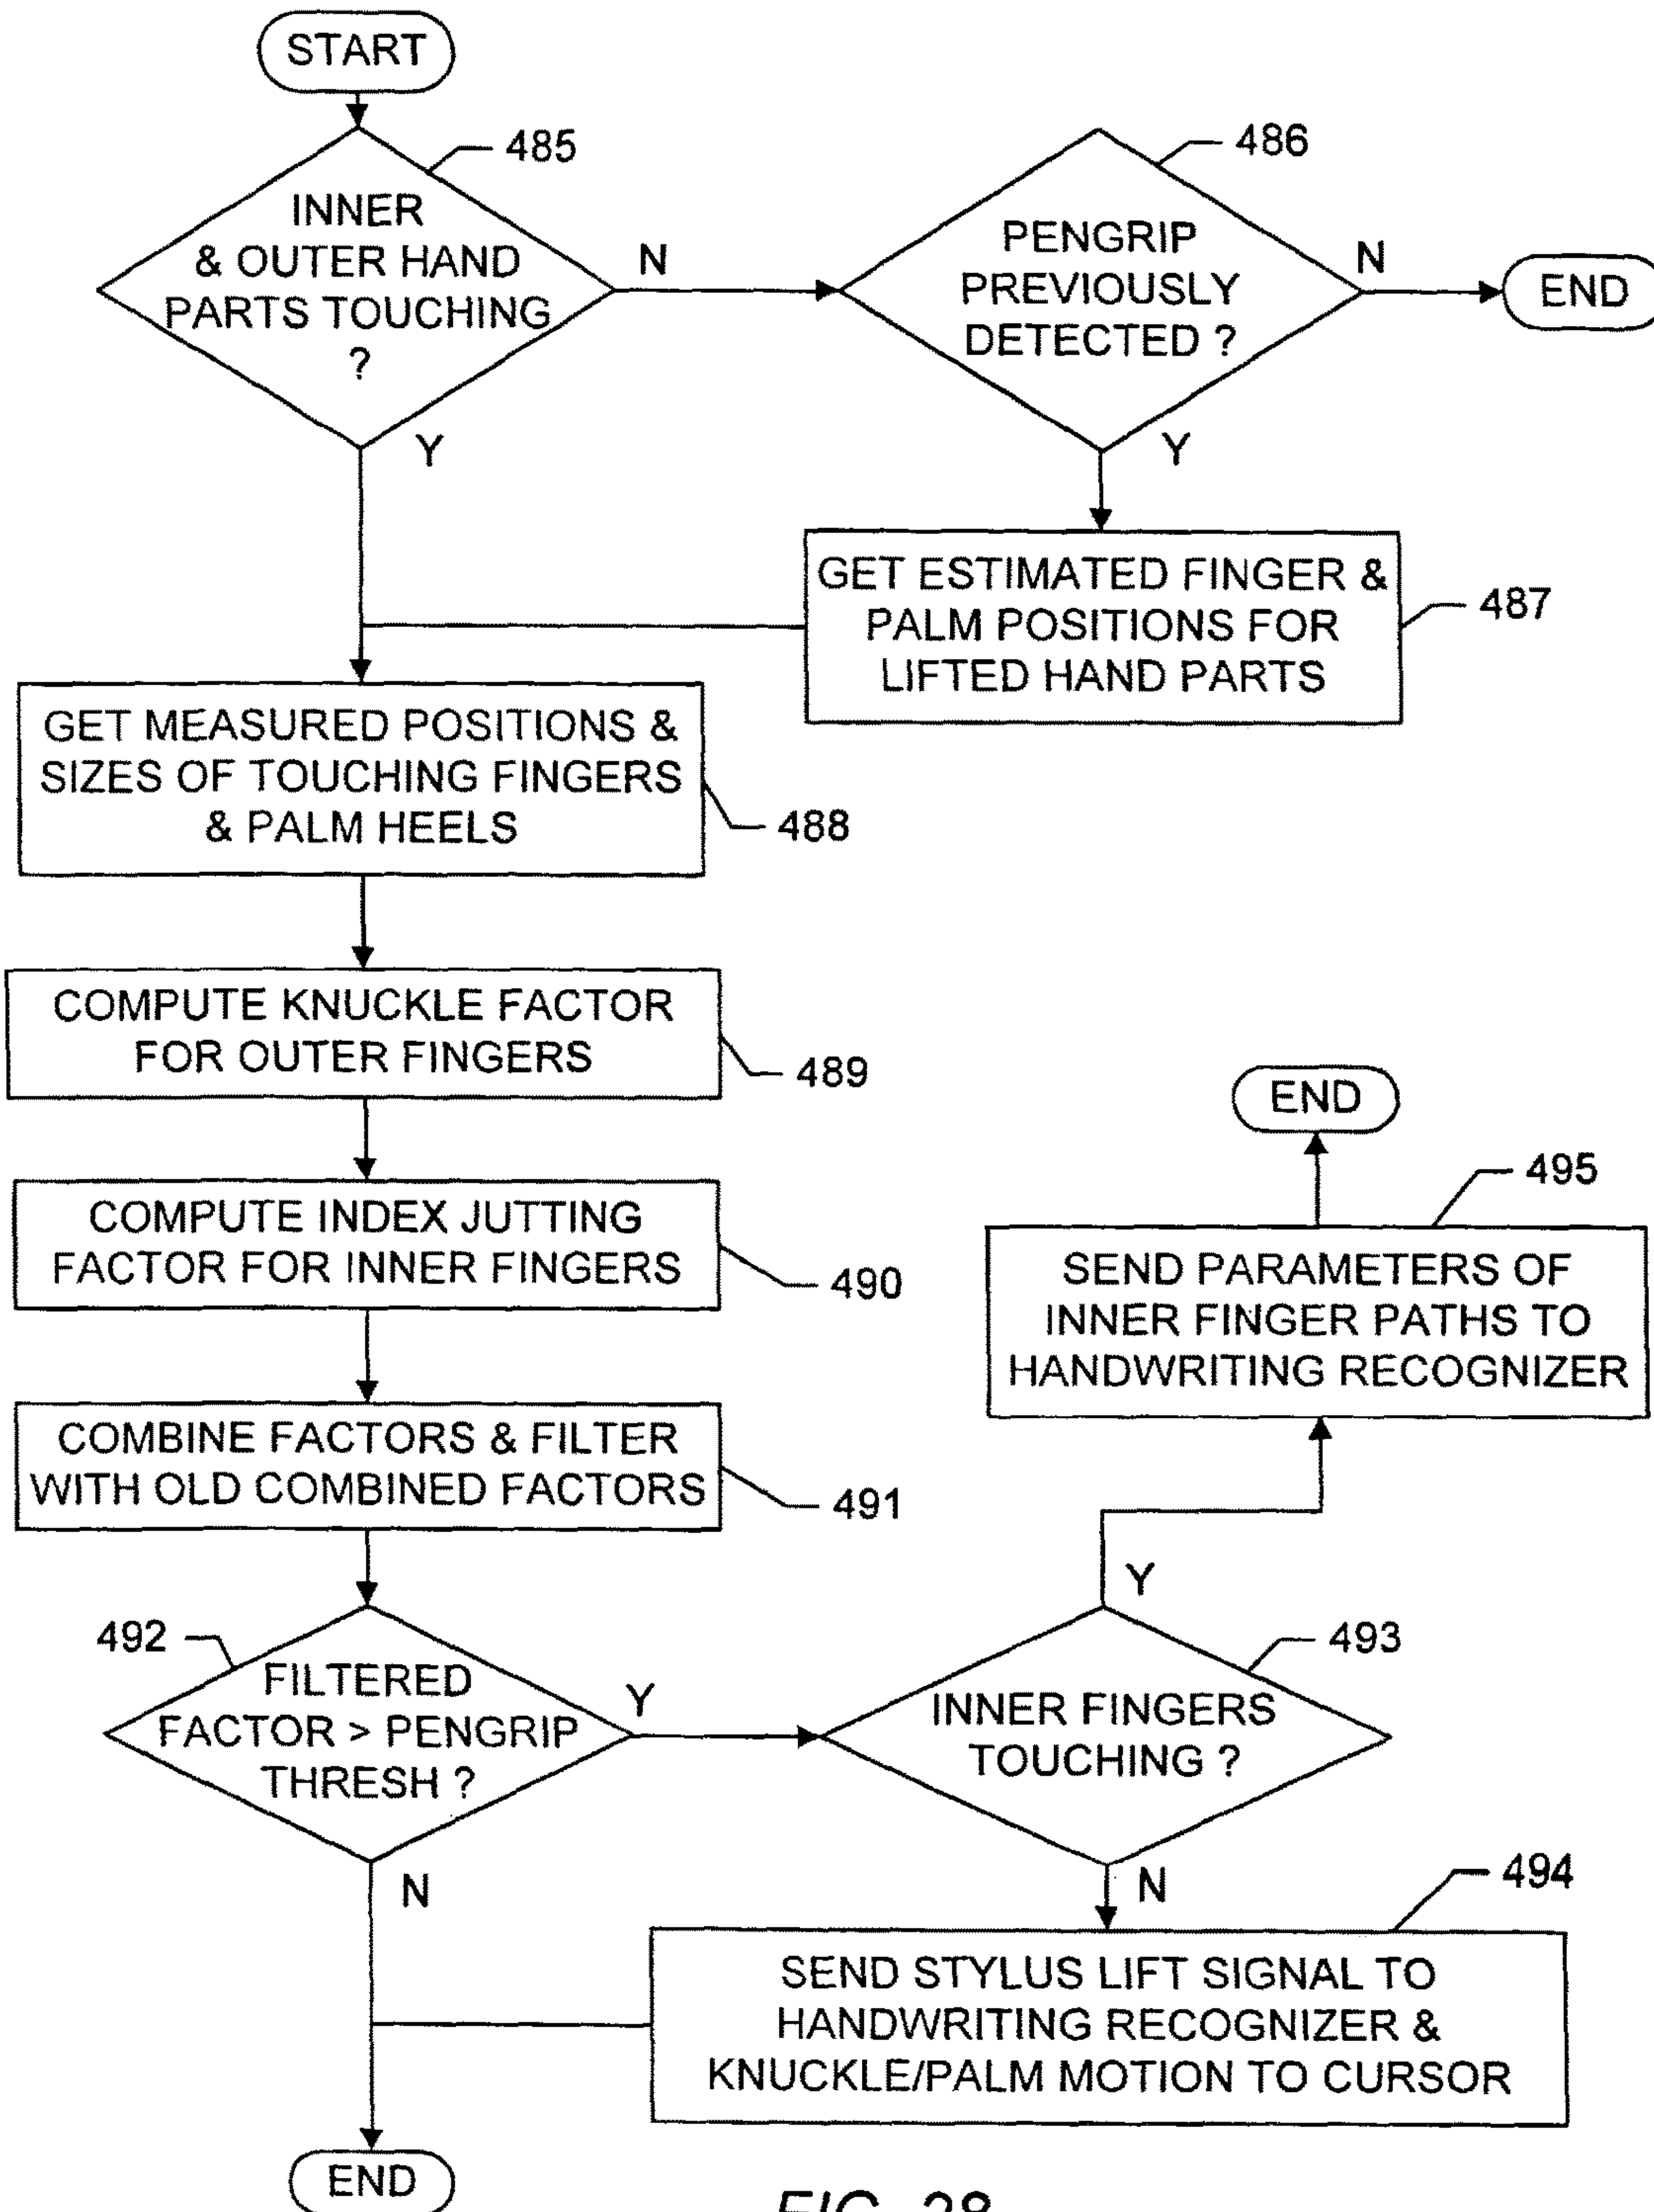 START
485
INNER
& OUTER HAND
PARTS TOUCHING
?
N
Y
486
PENGRIP
PREVIOUSLY
DETECTED ?
N
END
Y
GET ESTIMATED FINGER &
PALM POSITIONS FOR
LIFTED HAND PARTS
487
GET MEASURED POSITIONS &
SIZES OF TOUCHING FINGERS
& PALM HEELS
488
COMPUTE KNUCKLE FACTOR
FOR OUTER FINGERS
489
COMPUTE INDEX JUTTING
FACTOR FOR INNER FINGERS
490
COMBINE FACTORS & FILTER
WITH OLD COMBINED FACTORS
491
492
FILTERED
FACTOR > PENGRIP
THRESH ?
Y
N
493
INNER FINGERS
TOUCHING ?
Y
495
SEND PARAMETERS OF
INNER FINGER PATHS TO
HANDWRITING RECOGNIZER
END
N
494
SEND STYLUS LIFT SIGNAL TO
HANDWRITING RECOGNIZER &
KNUCKLE/PALM MOTION TO CURSOR
END
FIG. 28